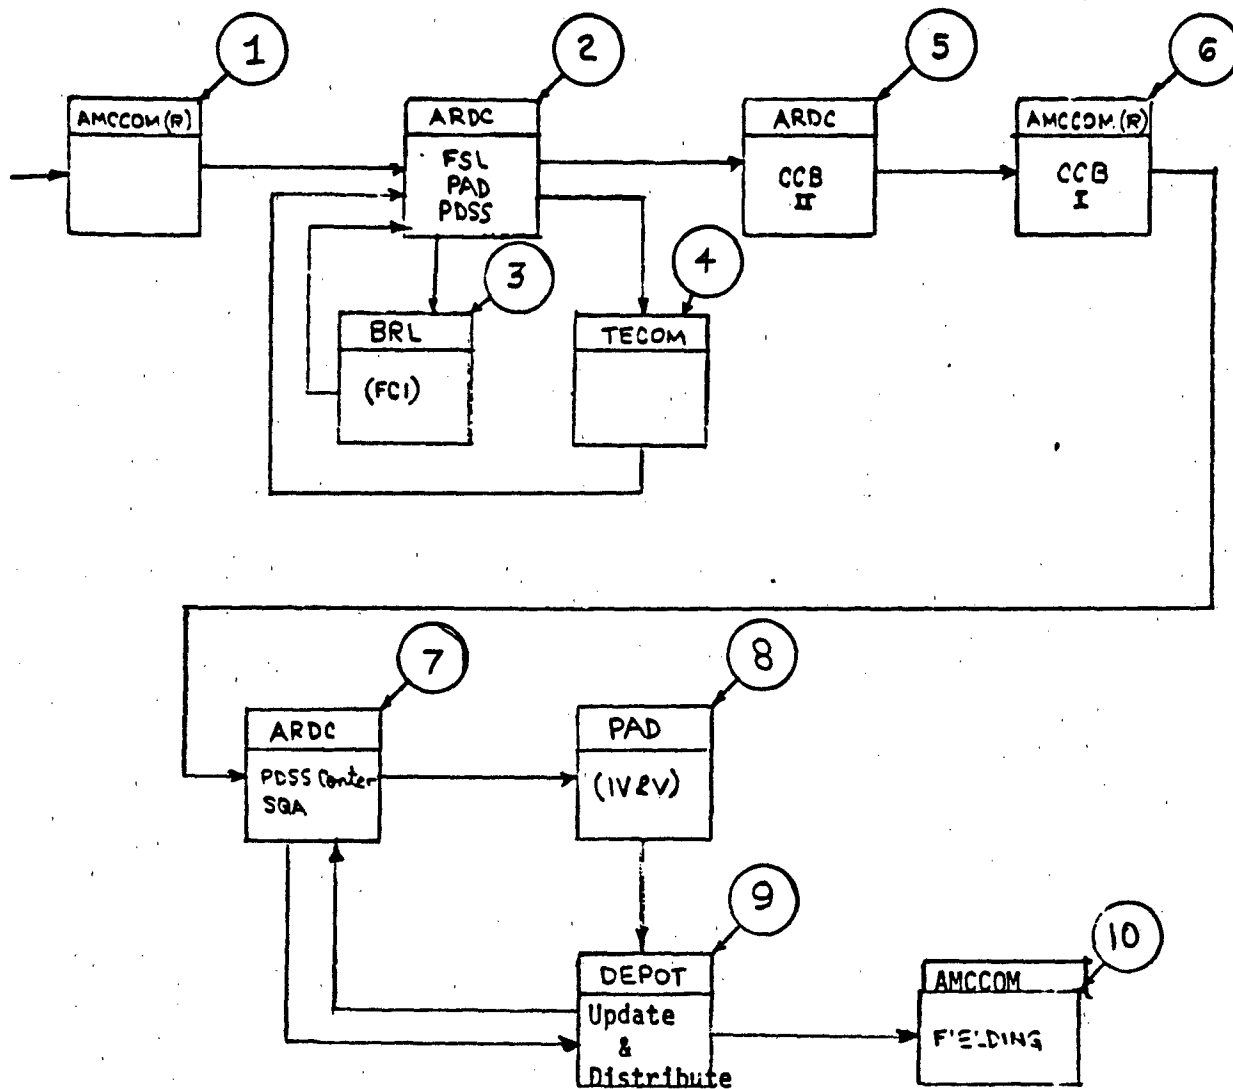 1
AMCCOM(R)
2
ARDC
FSL
PAD
PDSS
3
BRL
(FCI)
4
TECOM
5
ARDC
CCB
II
6
AMCCOM.(R)
CCB
I
7
ARDC
PDSS Conter
SQA
8
PAD
(IV&V)
9
DEPOT
Update
&
Distribute
10
AMCCOM
FIELDING